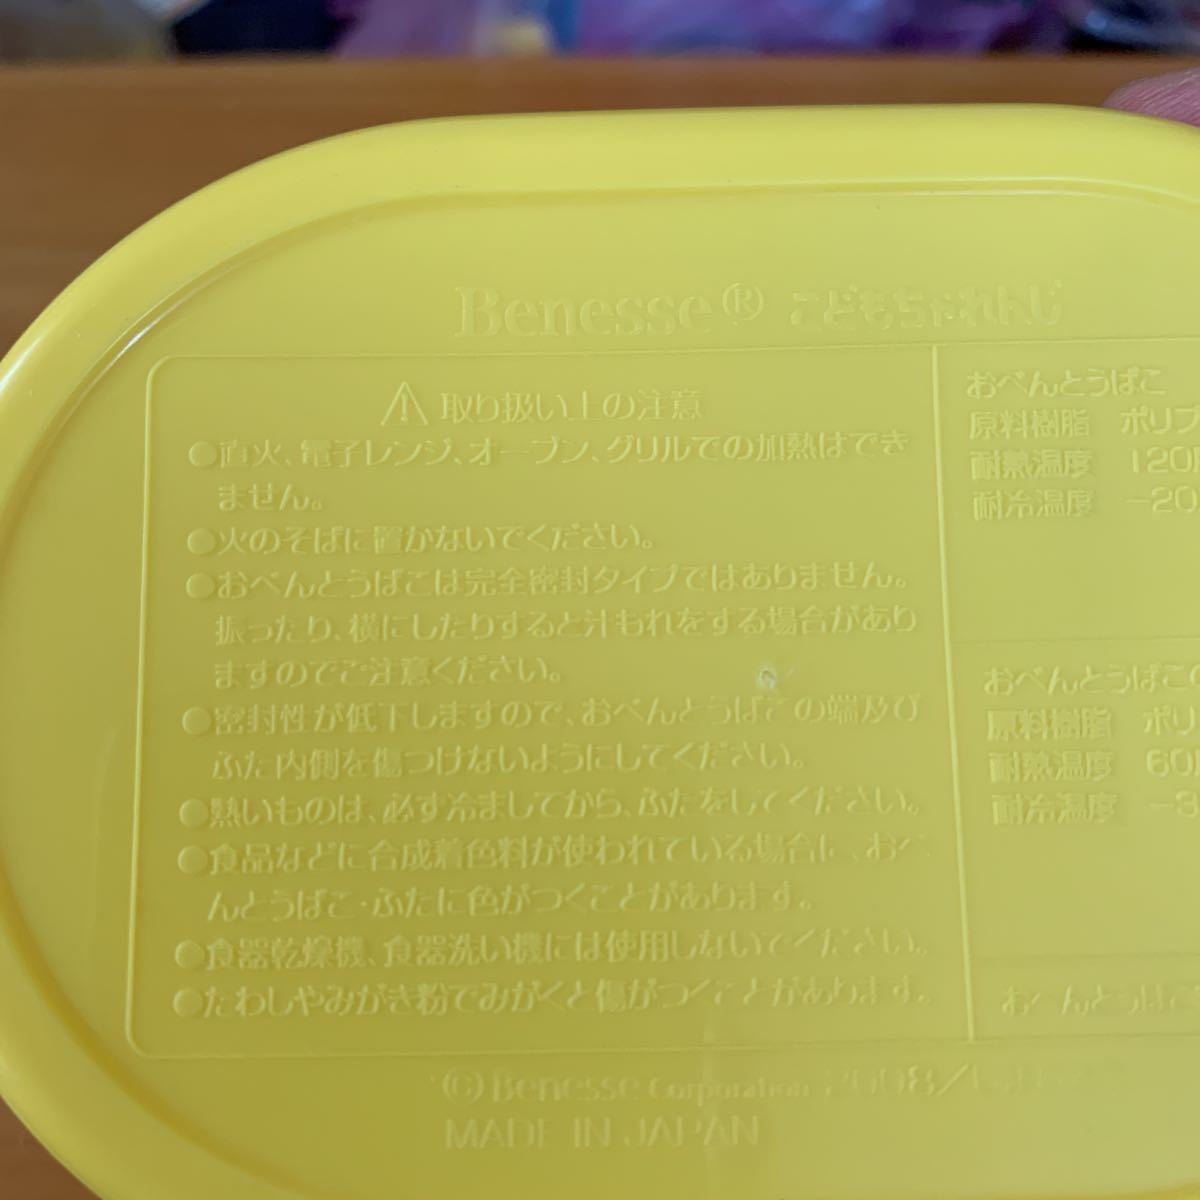 Benesse® こどもちゃれんじ
⚠取り扱い上の注意
●直火、電子レンジ、オーブン、グリルでの加熱はでき
ません。
●火のそばに置かないでください。
●おべんとうばこは完全密封タイプではありません。
振ったり、横にしたりすると汁もれをする場合があり
ますのでご注意ください。
●密封性が低下しますので、おべんとうばこの端及び
ふた内側を傷つけないようにしてください。
●熱いものは、必ず冷ましてから、ふたをしてください。
●食品などに合成着色料が使われている場合に、おべ
んとうばこ・ふたに色がつくことがあります。
●食器乾燥機、食器洗い機には使用しないでください。
●たわしやみがき粉でみがくと傷がつくことがあります。
おべんとうばこ
原料樹脂 ポリプ
耐熱温度 120
耐冷温度 -20
おべんとうばこの
原料樹脂 ポリ
耐熱温度 60
耐冷温度 -3
おべんとうばこ
© Benesse Corporation 2008/
MADE IN JAPAN